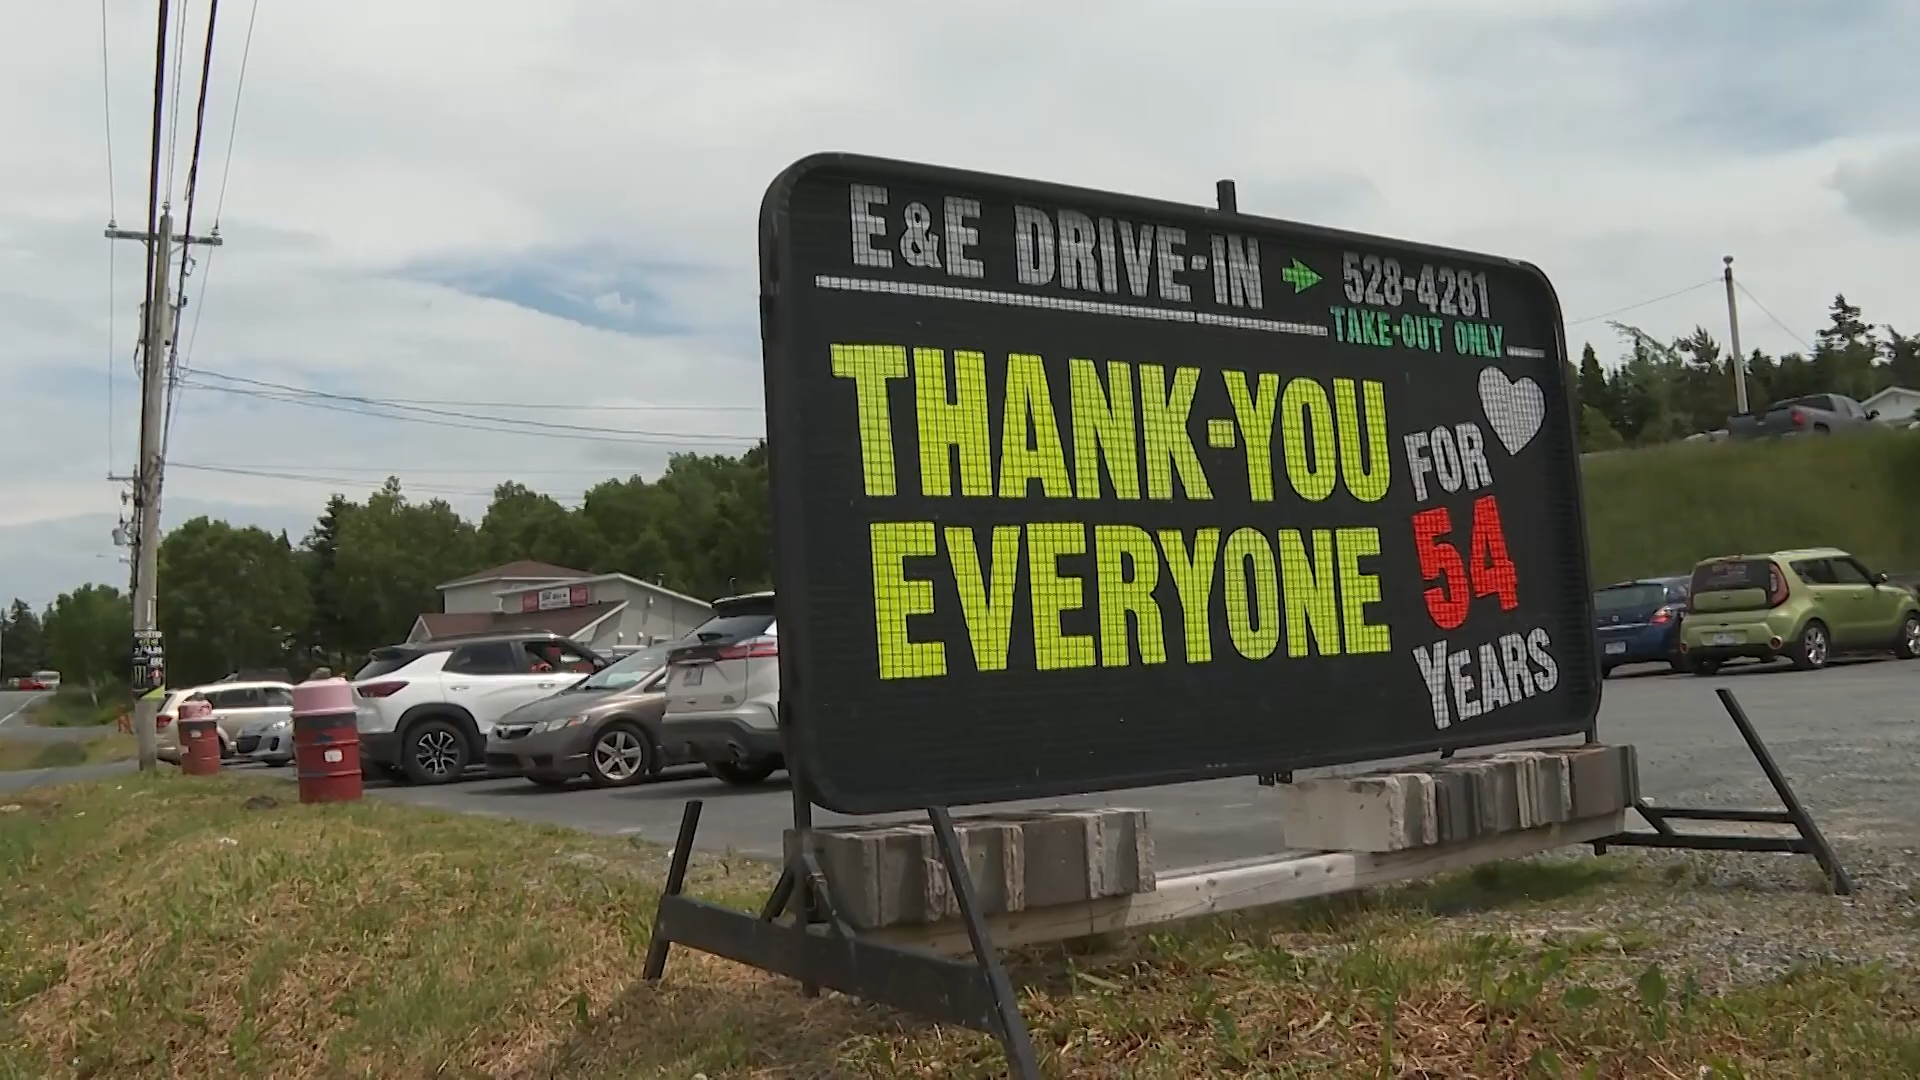 E&E DRIVE-IN 528-4281
TAKE-OUT ONLY
THANK-YOU
EVERYONE
FOR
54
YEARS